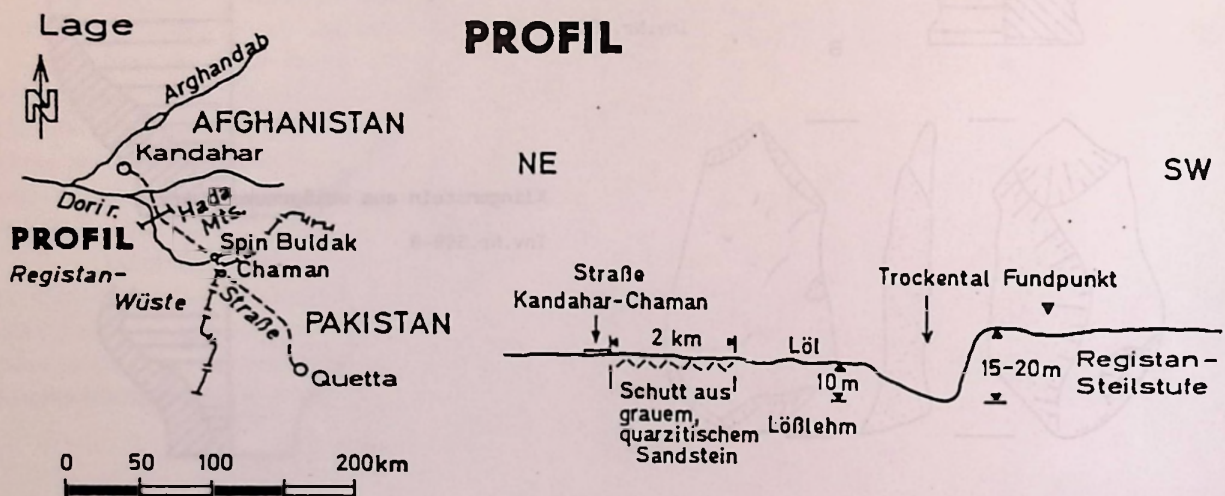 Lage
PROFIL
N
Arghandab
AFGHANISTAN
Kandahar
Dori r.
Hada
Mts.
PROFIL
Spin Buldak
Chaman
Registan-
Wüste
Straße
PAKISTAN
Quetta
0 50 100 200km
NE
SW
Straße
Kandahar-Chaman
2 km
Löl
Trockental Fundpunkt
10m
15-20m
Registan-
Steilstufe
Schutt aus
grauem,
quarzitischem
Sandstein
Lößlehm